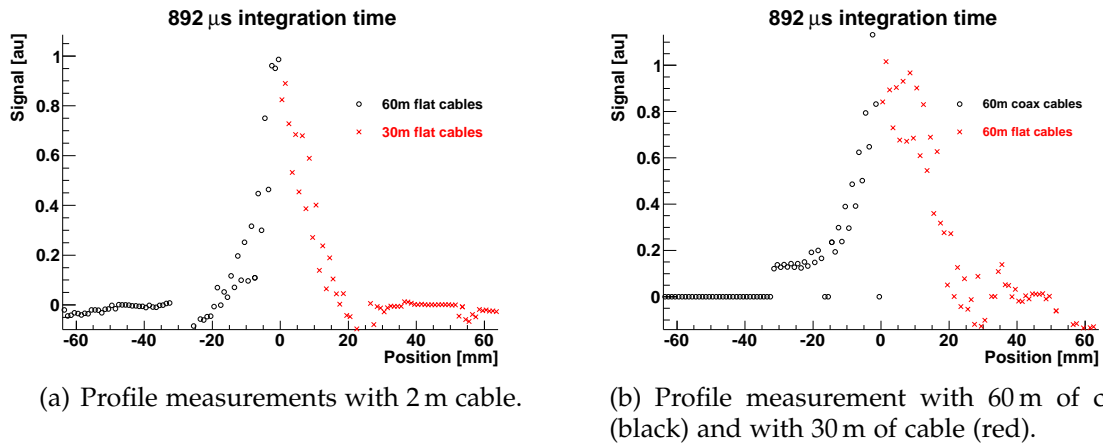 892 μs integration time
Signal [au]
1
0.8
0.6
0.4
0.2
0
60m flat cables
30m flat cables
-60
-40
-20
0
20
40
60
Position [mm]
(a) Profile measurements with 2 m cable.
892 μs integration time
Signal [au]
1
0.8
0.6
0.4
0.2
0
60m coax cables
60m flat cables
-60
-40
-20
0
20
40
60
Position [mm]
(b) Profile measurement with 60 m of
(black) and with 30 m of cable (red).